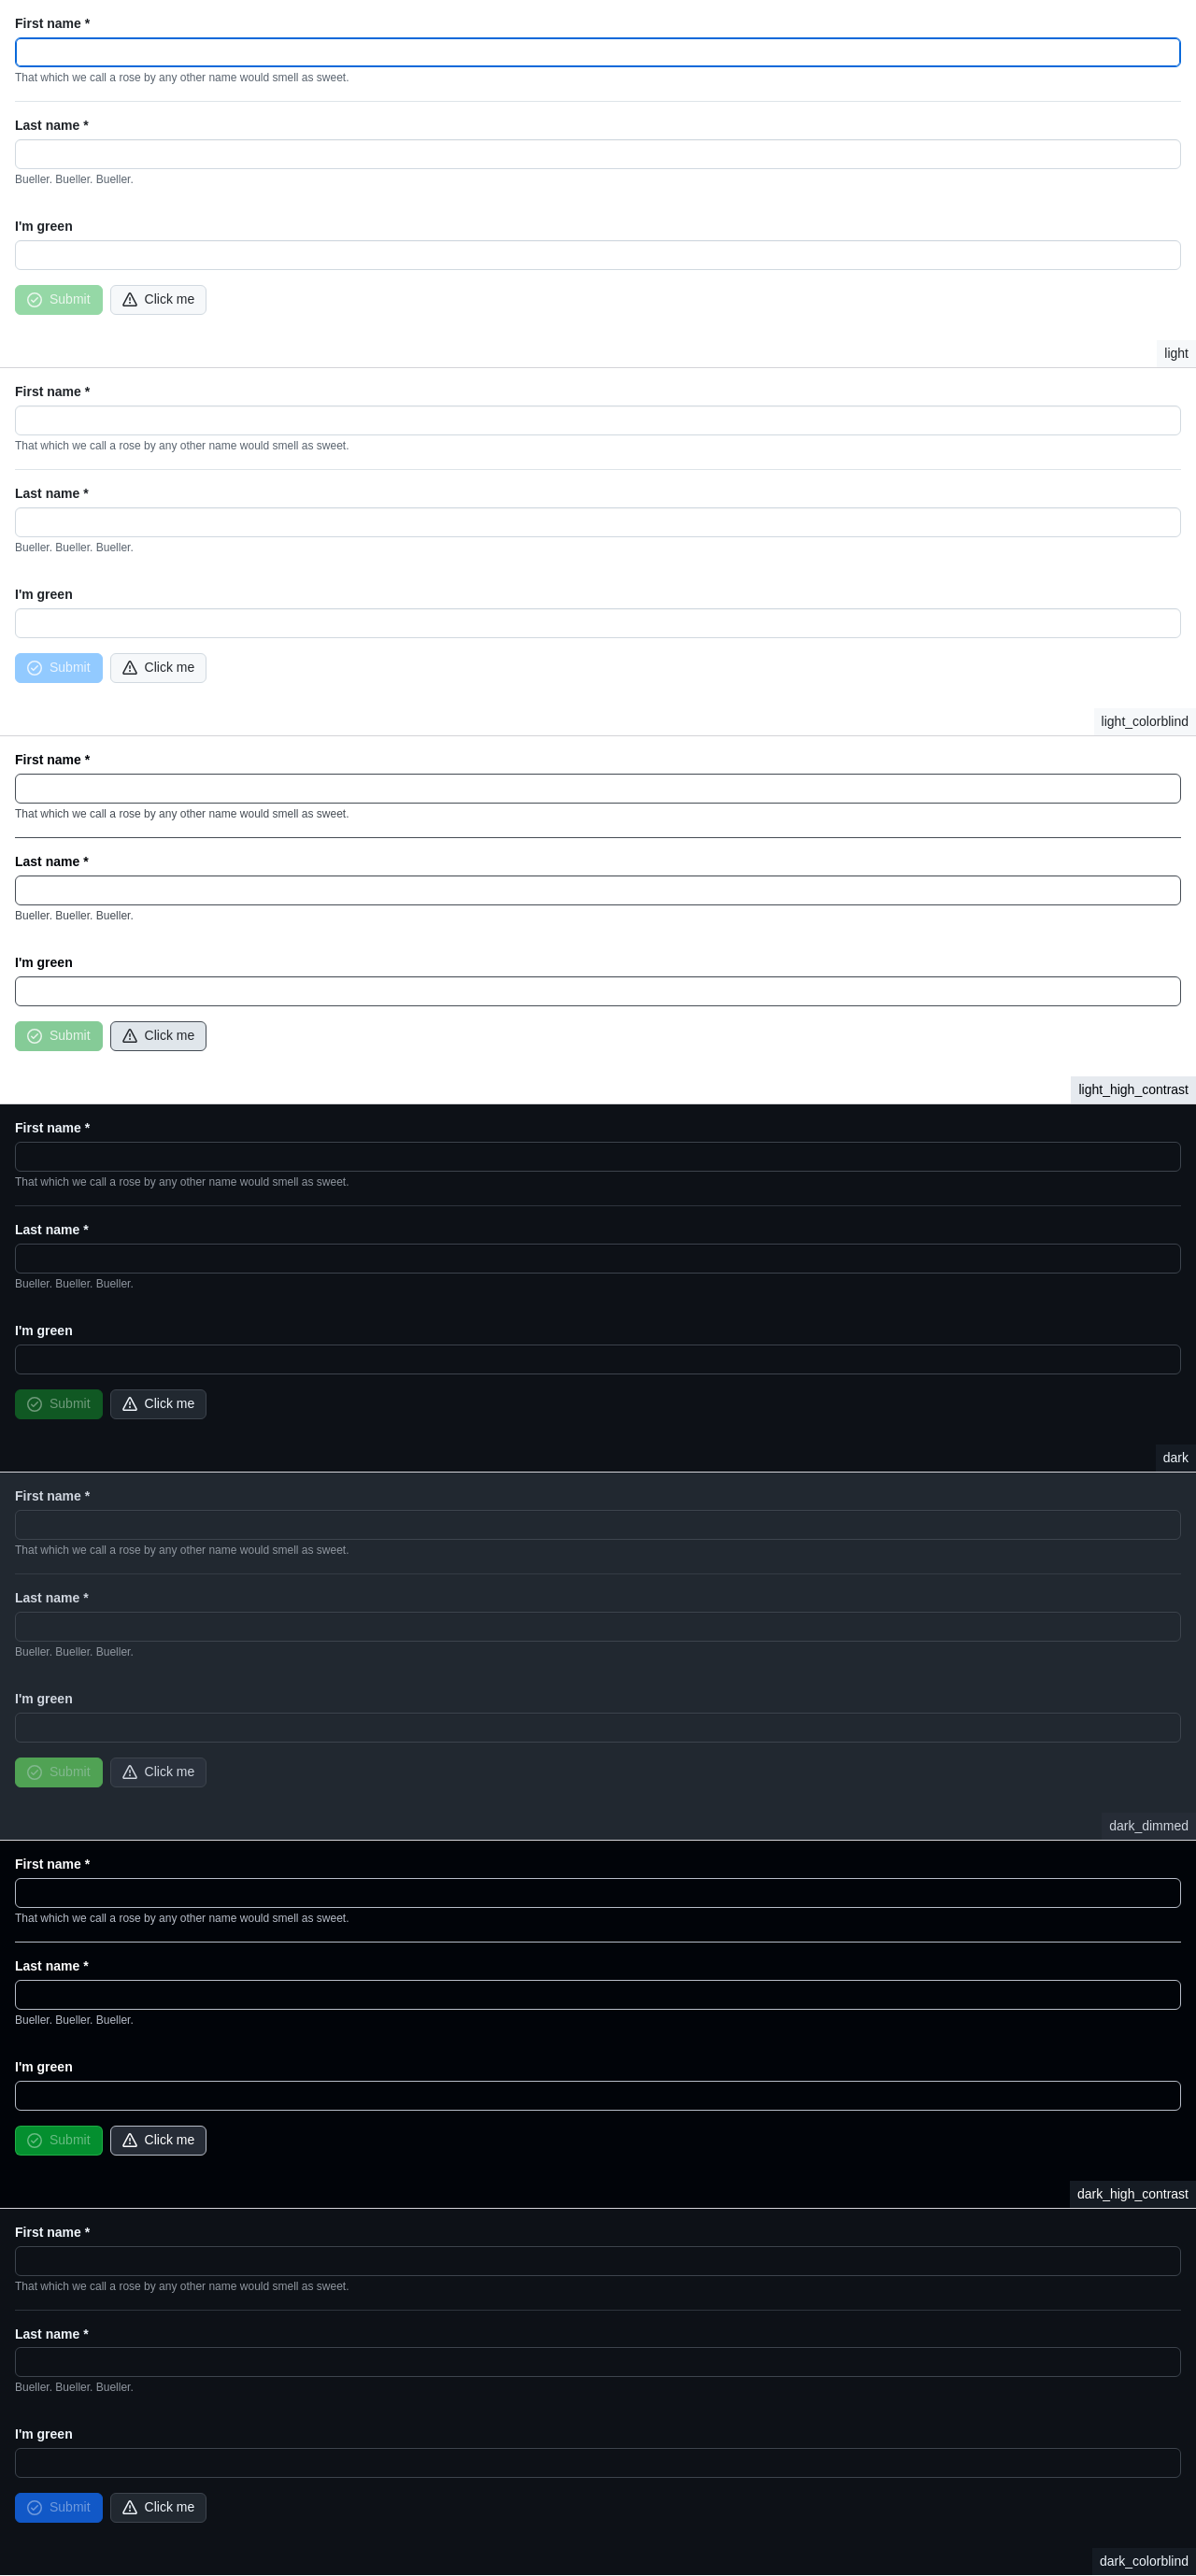 First name *
That which we call a rose by any other name would smell as sweet.
Last name *
Bueller. Bueller. Bueller.
I'm green
Submit Click me
light
First name *
That which we call a rose by any other name would smell as sweet.
Last name *
Bueller. Bueller. Bueller.
I'm green
Submit Click me
light_colorblind
First name *
That which we call a rose by any other name would smell as sweet.
Last name *
Bueller. Bueller. Bueller.
I'm green
Submit Click me
light_high_contrast
First name *
That which we call a rose by any other name would smell as sweet.
Last name *
Bueller. Bueller. Bueller.
I'm green
Submit Click me
dark
First name *
That which we call a rose by any other name would smell as sweet.
Last name *
Bueller. Bueller. Bueller.
I'm green
Submit Click me
dark_dimmed
First name *
That which we call a rose by any other name would smell as sweet.
Last name *
Bueller. Bueller. Bueller.
I'm green
Submit Click me
dark_high_contrast
First name *
That which we call a rose by any other name would smell as sweet.
Last name *
Bueller. Bueller. Bueller.
I'm green
Submit Click me
dark_colorblind